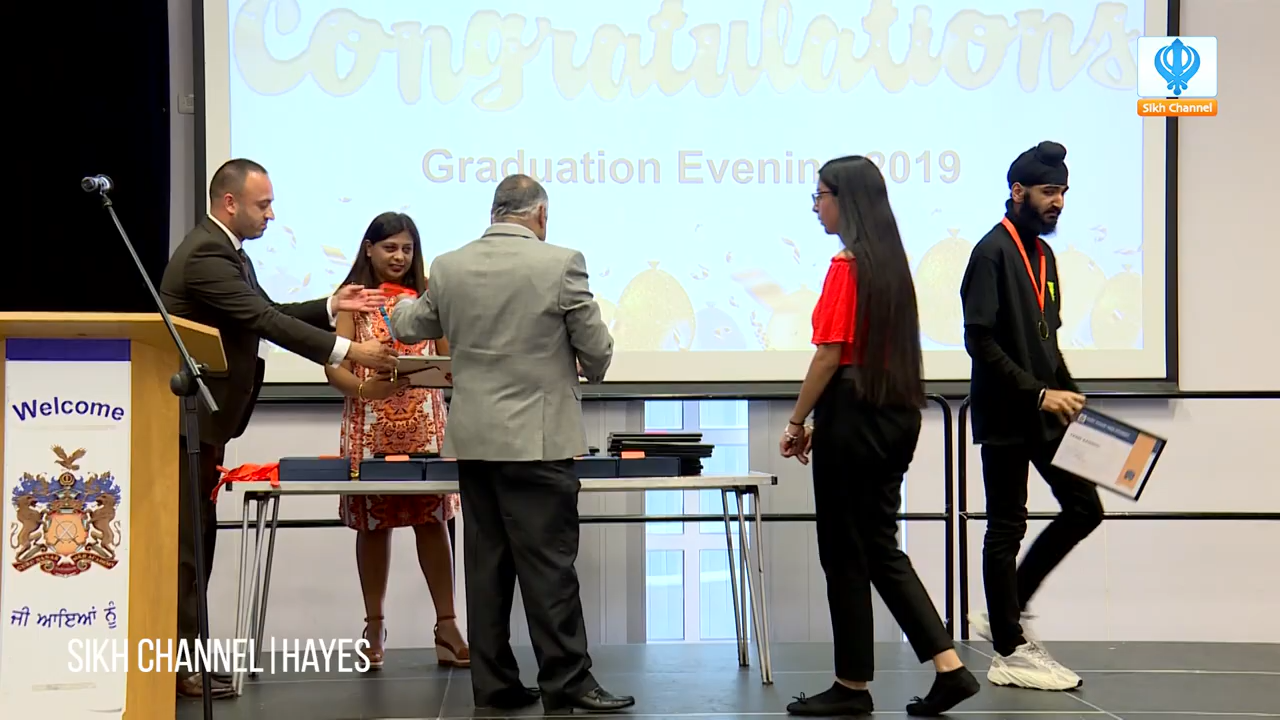 Congratulations
Graduation Evening 2019
Sikh Channel
Welcome
ਜੀ ਆਇਆਂ ਨੂੰ
SIKH CHANNEL | HAYES